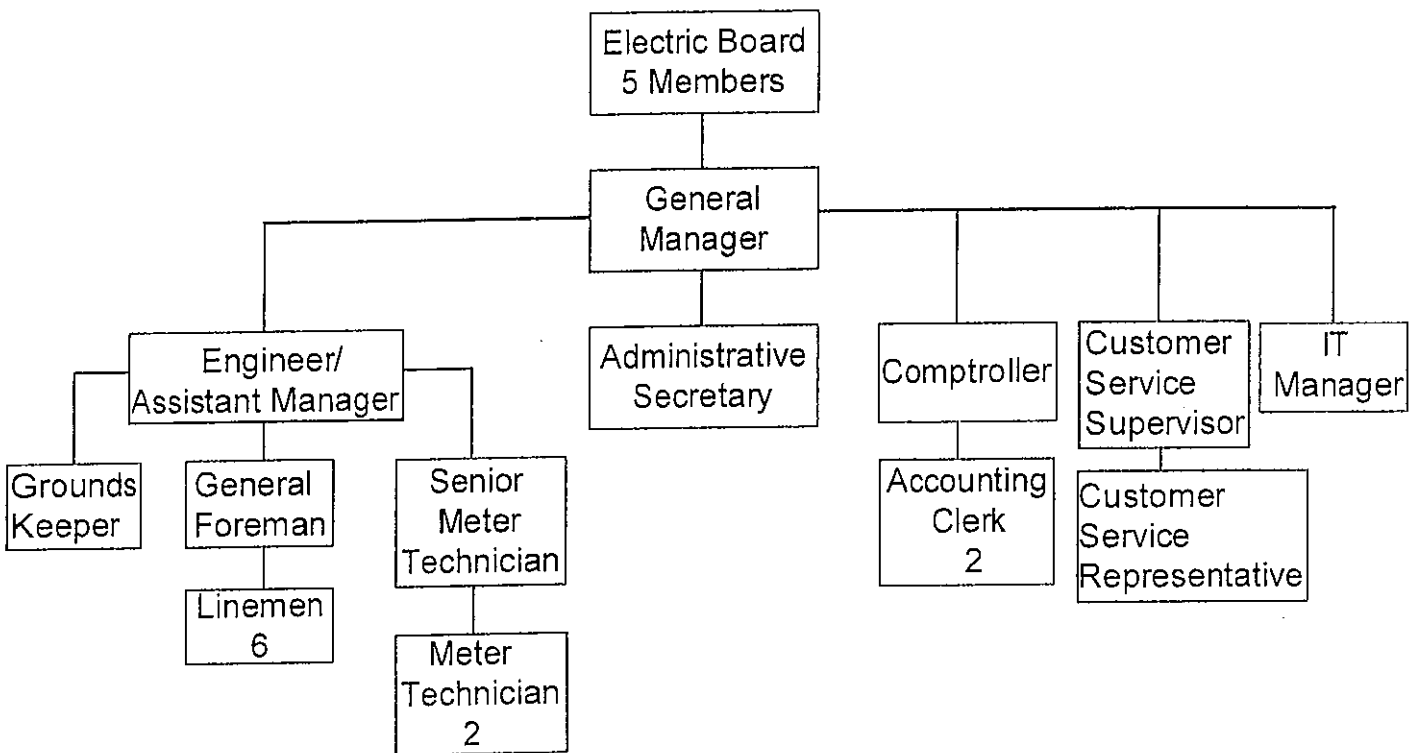 Electric Board
5 Members
General
Manager
Engineer/
Assistant Manager
Administrative
Secretary
Comptroller
Customer
Service
Supervisor
IT
Manager
Grounds
Keeper
General
Foreman
Senior
Meter
Technician
Accounting
Clerk
2
Customer
Service
Representative
Linemen
6
Meter
Technician
2